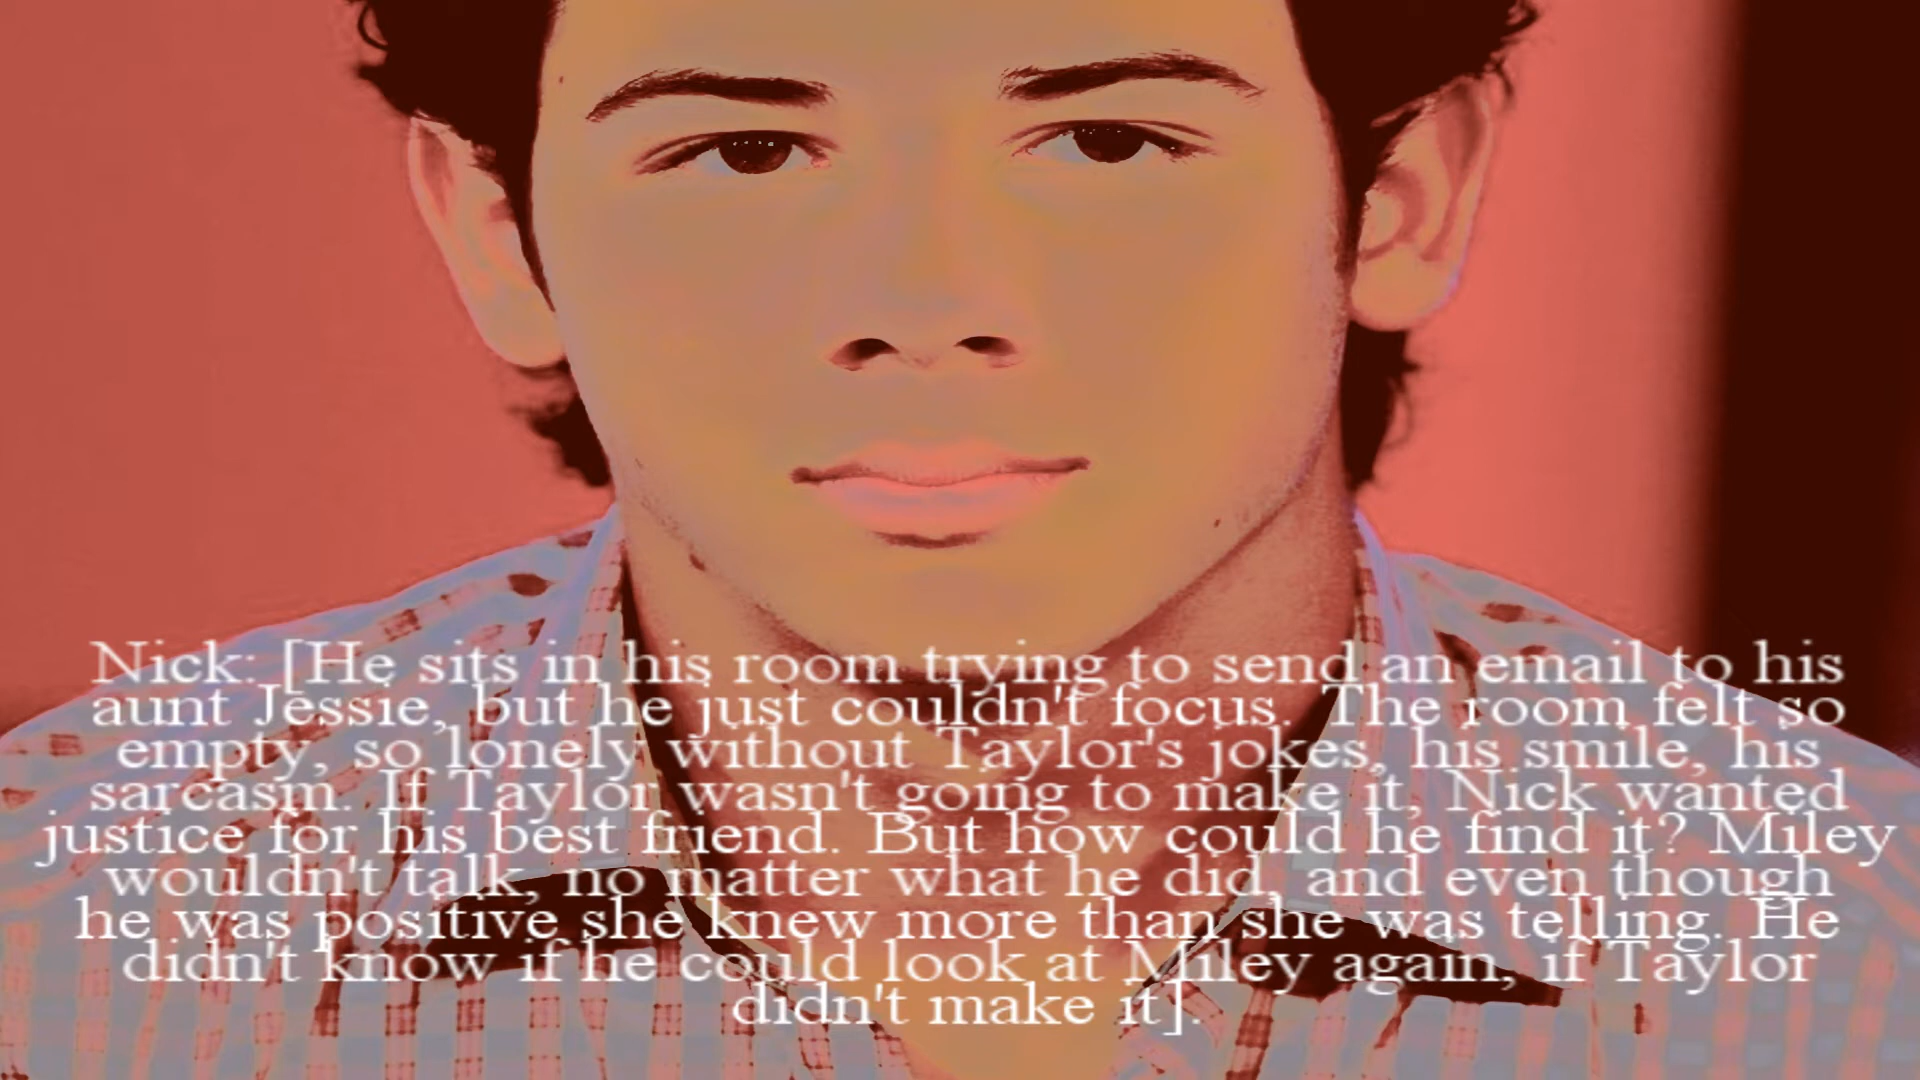 Nick: [He sits in his room trying to send an email to his
aunt Jessie, but he just couldn't focus. The room felt so
empty, so lonely without Taylor's jokes, his smile, his
sarcasm. If Taylor wasn't going to make it, Nick wanted
justice for his best friend. But how could he find it? Miley
wouldn't talk, no matter what he did, and even though
he was positive she knew more than she was telling. He
didn't know if he could look at Miley again, if Taylor
didn't make it].